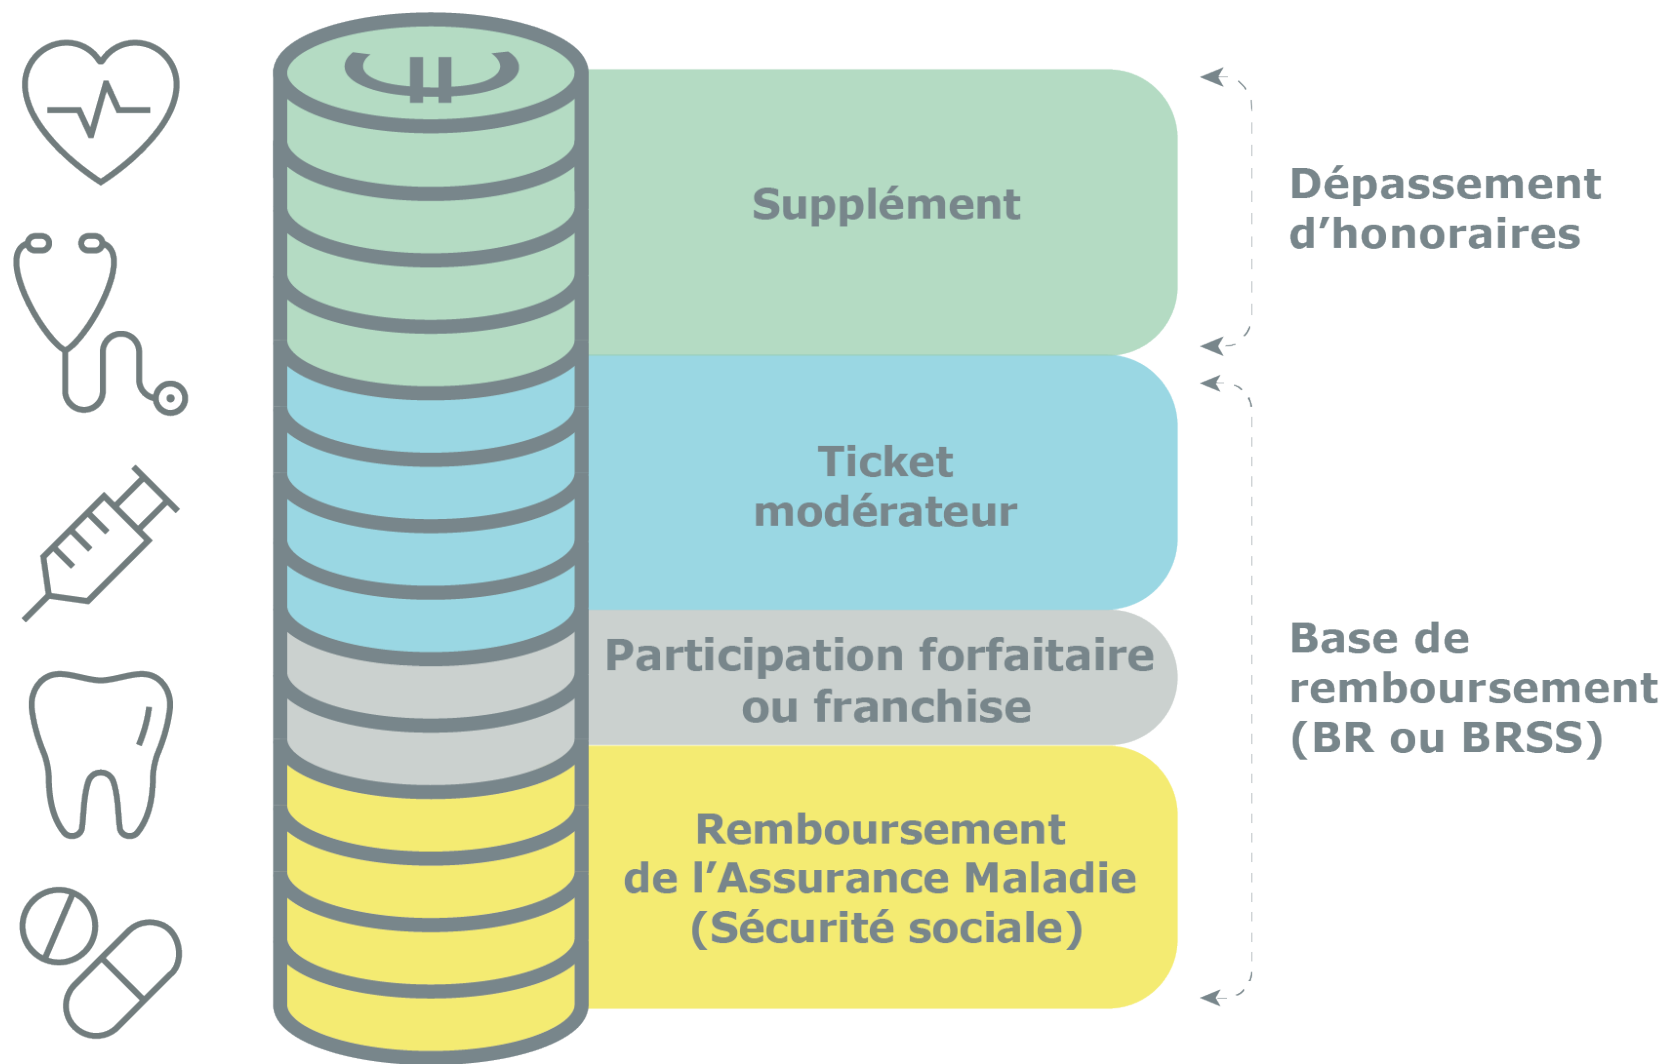 Supplément
Dépassement
d’honoraires
Ticket
modérateur
Participation forfaitaire
ou franchise
Base de
remboursement
(BR ou BRSS)
Remboursement
de l’Assurance Maladie
(Sécurité sociale)